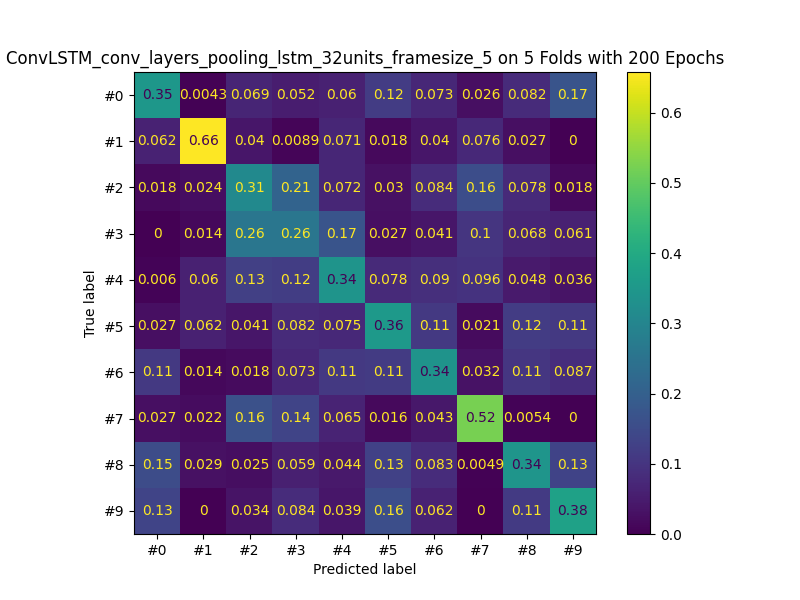 ConvLSTM_conv_layers_pooling_lstm_32units_framesize_5 on 5 Folds with 200 Epochs
#0 0.35 0.0043 0.069 0.052 0.06 0.12 0.073 0.026 0.082 0.17
#1 0.062 0.66 0.04 0.0089 0.071 0.018 0.04 0.076 0.027 0
#2 0.018 0.024 0.31 0.21 0.072 0.03 0.084 0.16 0.078 0.018
#3 0 0.014 0.26 0.26 0.17 0.027 0.041 0.1 0.068 0.061
#4 0.006 0.06 0.13 0.12 0.34 0.078 0.09 0.096 0.048 0.036
#5 0.027 0.062 0.041 0.082 0.075 0.36 0.11 0.021 0.12 0.11
#6 0.11 0.014 0.018 0.073 0.11 0.11 0.34 0.032 0.11 0.087
#7 0.027 0.022 0.16 0.14 0.065 0.016 0.043 0.52 0.0054 0
#8 0.15 0.029 0.025 0.059 0.044 0.13 0.083 0.0049 0.34 0.13
#9 0.13 0 0.034 0.084 0.039 0.16 0.062 0 0.11 0.38
#0 #1 #2 #3 #4 #5 #6 #7 #8 #9
Predicted label
True label
0.6
0.5
0.4
0.3
0.2
0.1
0.0